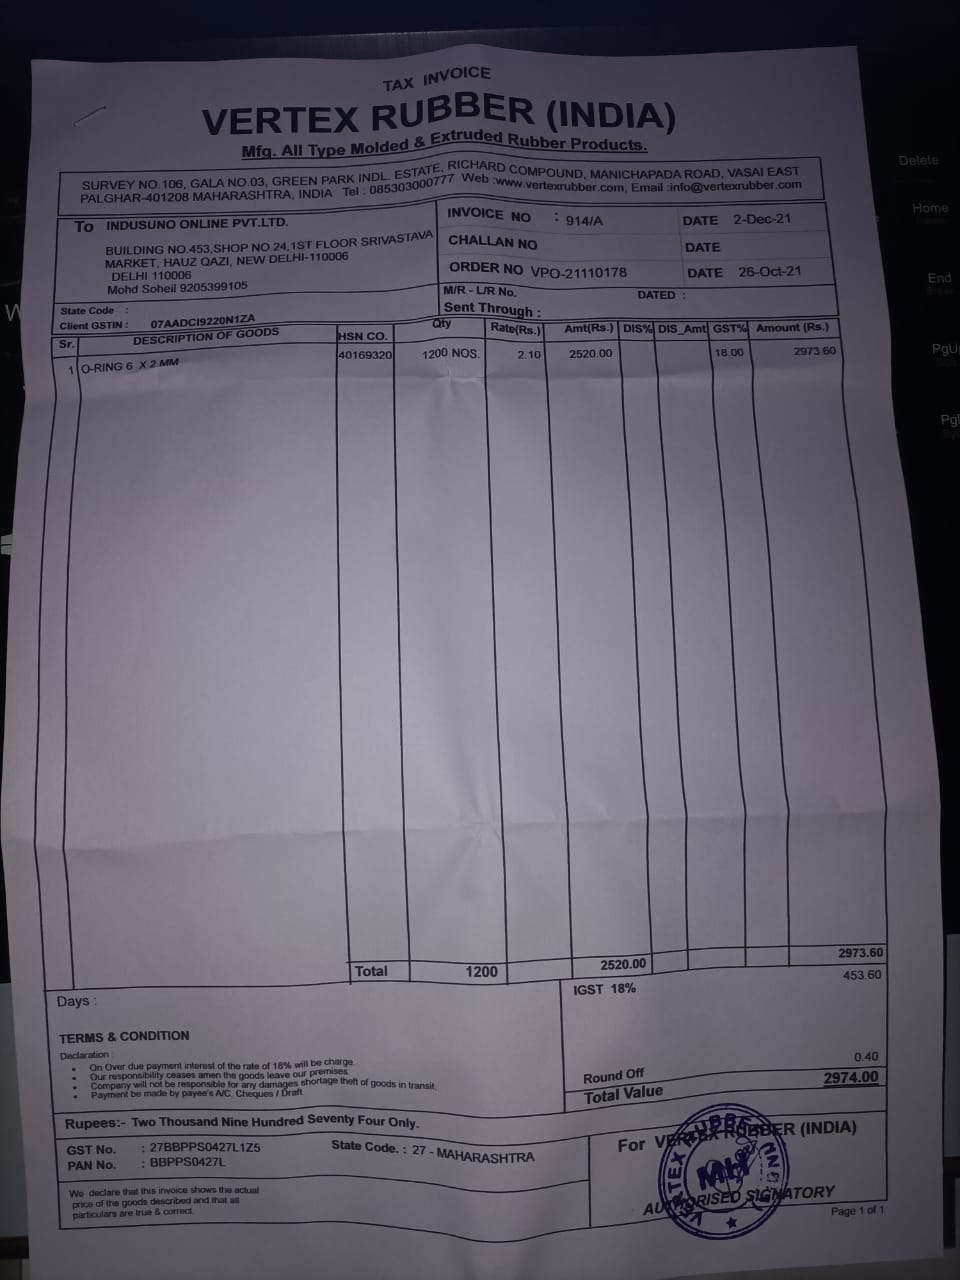 TAX INVOICE
VERTEX RUBBER (INDIA)
Mfq. All Type Molded & Extruded Rubber Products.
SURVEY NO.106, GALA NO.03, GREEN PARK INDL. ESTATE, RICHARD COMPOUND, MANICHAPADA ROAD, VASAI EAST
PALGHAR-401208 MAHARASHTRA, INDIA Tel : 085303000777 Web :www.vertexrubber.com, Email :info@vertexrubber.com
To INDUSUNO ONLINE PVT.LTD.
BUILDING NO.453,SHOP NO.24,1ST FLOOR SRIVASTAVA
MARKET, HAUZ QAZI, NEW DELHI-110006
DELHI 110006
Mohd Soheil 9205399105
State Code :
Client GSTIN : 07AADCI9220N1ZA
INVOICE NO : 914/A DATE 2-Dec-21
CHALLAN NO DATE
ORDER NO VPO-21110178 DATE 26-Oct-21
M/R - L/R No. DATED :
Sent Through :
Sr. DESCRIPTION OF GOODS HSN CO. Qty Rate(Rs.) Amt(Rs.) DIS% DIS_Amt GST% Amount (Rs.)
1 O-RING 6 X 2 MM 40169320 1200 NOS. 2.10 2520.00 18.00 2973.60
Total 1200 2520.00 2973.60
IGST 18% 453.60
Days :
TERMS & CONDITION
Declaration :
• On Over due payment interest of the rate of 18% will be charge.
• Our responsibility ceases amen the goods leave our premises.
• Company will not be responsible for any damages shortage theft of goods in transit.
• Payment be made by payee's A/C. Cheques / Draft.
Round Off 0.40
Total Value 2974.00
Rupees:- Two Thousand Nine Hundred Seventy Four Only.
GST No. : 27BBPPS0427L1Z5 State Code. : 27 - MAHARASHTRA
PAN No. : BBPPS0427L
For VERTEX RUBBER (INDIA)
We declare that this invoice shows the actual
price of the goods described and that all
particulars are true & correct.
AUTHORISED SIGNATORY
Page 1 of 1
VERTEX RUBBER
Delete
Home
End